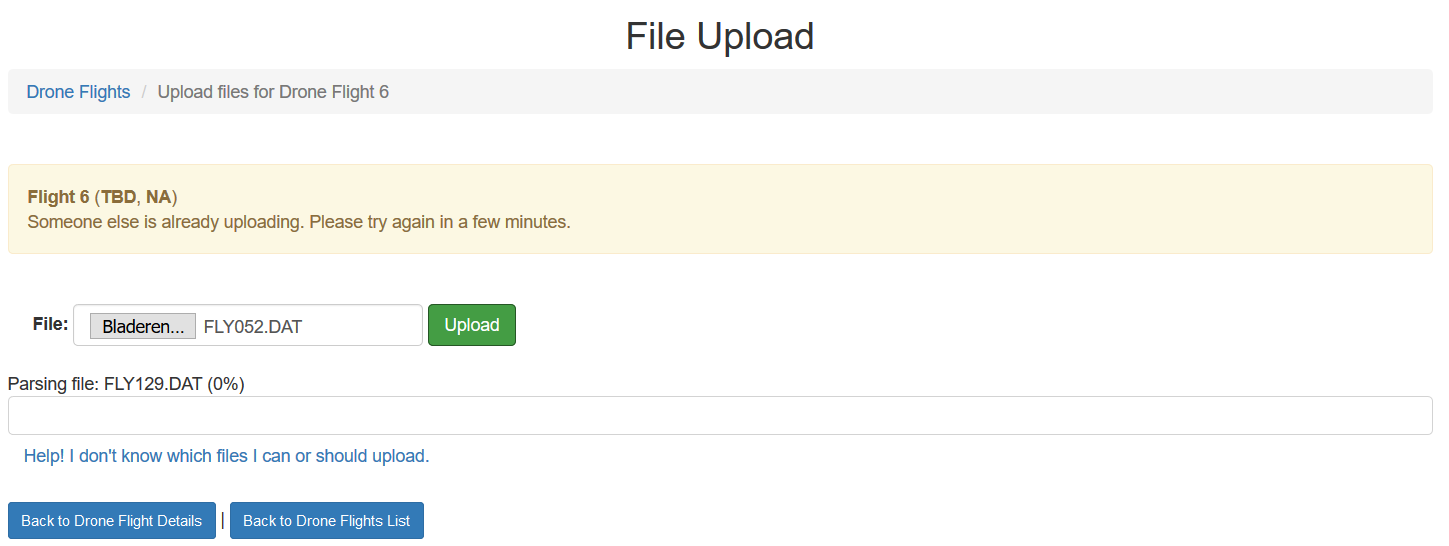 File Upload
Drone Flights / Upload files for Drone Flight 6
Flight 6 (TBD, NA)
Someone else is already uploading. Please try again in a few minutes.
File: Bladeren... FLY052.DAT Upload
Parsing file: FLY129.DAT (0%)
Help! I don't know which files I can or should upload.
Back to Drone Flight Details | Back to Drone Flights List